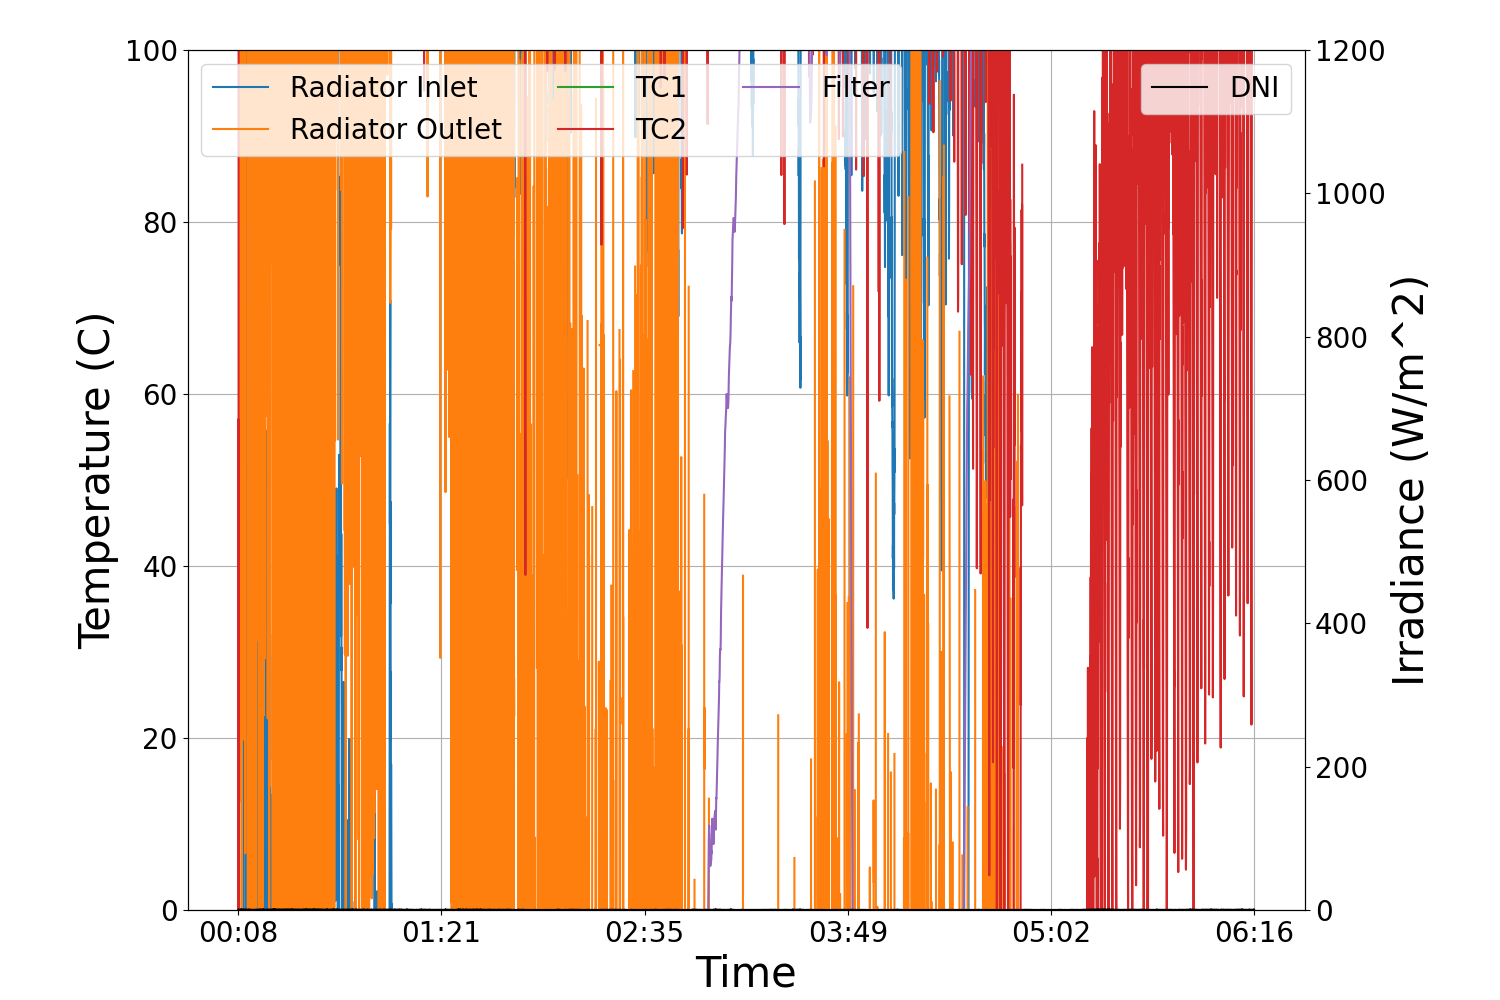 Radiator Inlet
Radiator Outlet
TC1
TC2
Filter
DNI
Temperature (C)
100
80
60
40
20
0
1200
1000
800
600
400
200
0
Irradiance (W/m^2)
00:08 01:21 02:35 03:49 05:02 06:16
Time